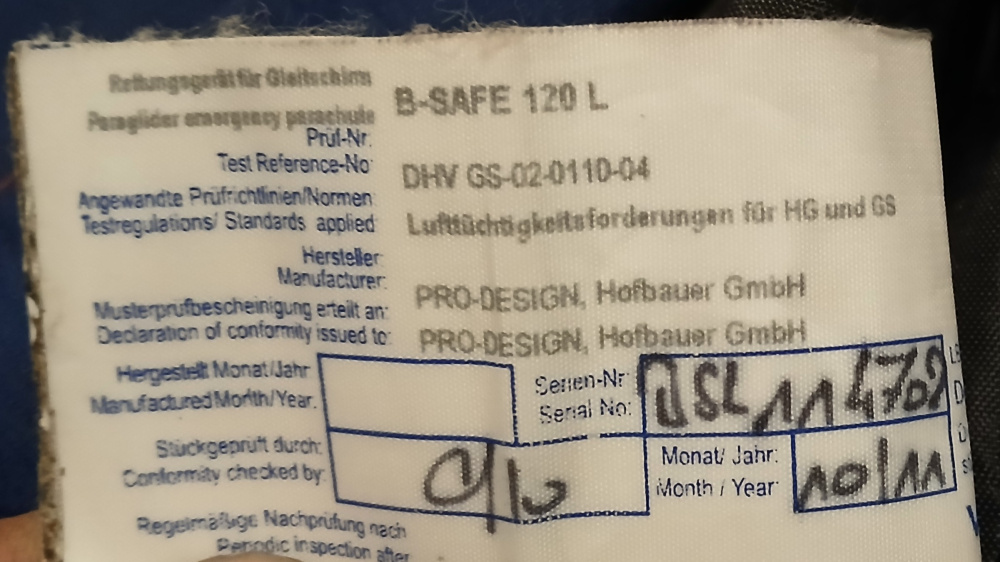 Rettungsgerät für Gleitschirm
Paraglider emergency parachute
B-SAFE 120 L
Prüf-Nr:
Test Reference-No:
DHV GS-02-0110-04
Angewandte Prüfrichtlinien/Normen
Testregulations/ Standards applied:
Lufttüchtigkeitsforderungen für HG und GS
Hersteller:
Manufacturer:
PRO-DESIGN, Hofbauer GmbH
Musterprüfbescheinigung erteilt an:
Declaration of conformity issued to:
PRO-DESIGN, Hofbauer GmbH
Hergestellt Monat/Jahr
Manufactured Month/Year:
Serien-Nr:
Serial No:
Stückgeprüft durch:
Conformity checked by:
Monat/ Jahr:
Month / Year:
10/11
Regelmäßige Nachprüfung nach
Periodic inspection after